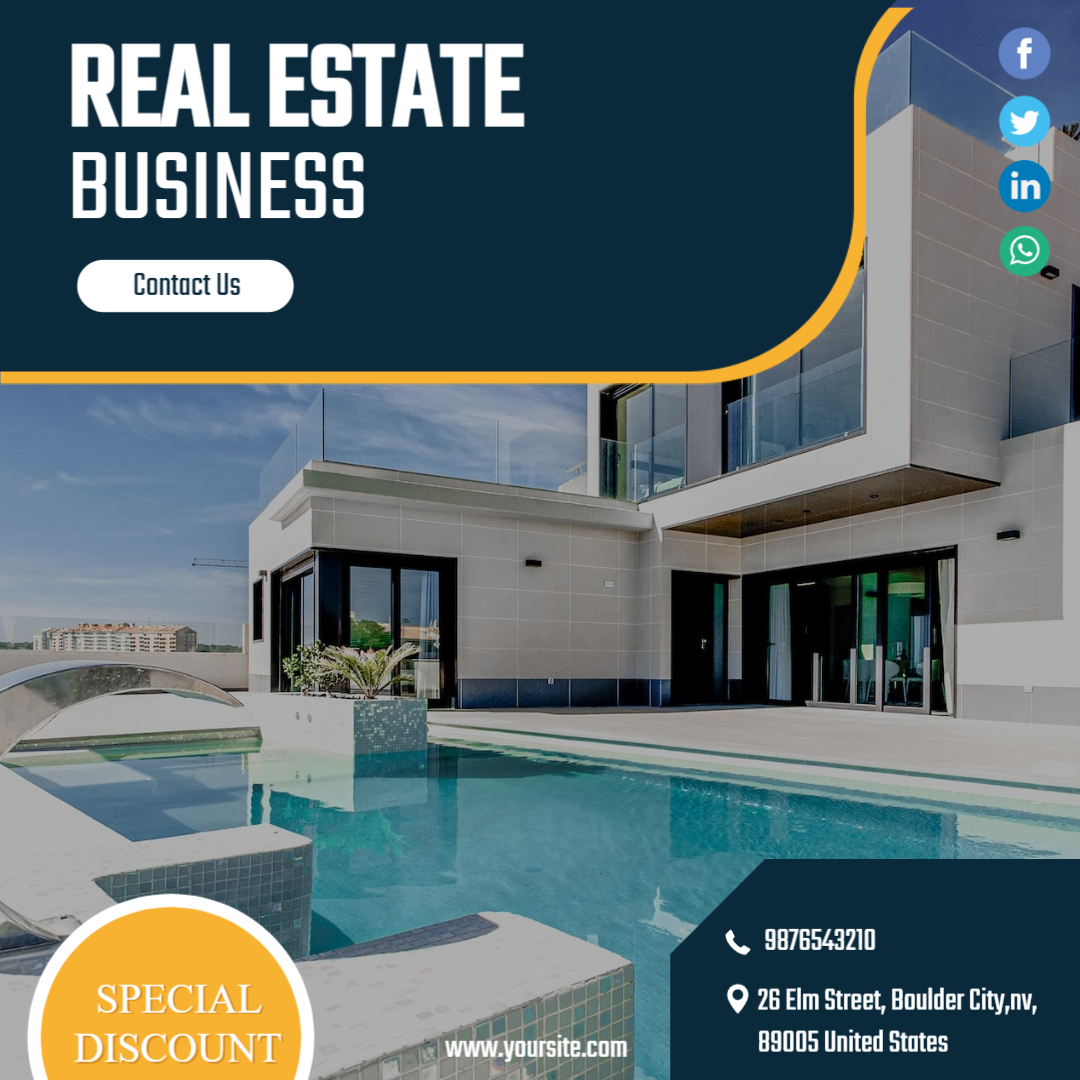 REAL ESTATE
BUSINESS
Contact Us
f
in
SPECIAL
DISCOUNT
www.yoursite.com
9876543210
26 Elm Street, Boulder City,nv,
89005 United States